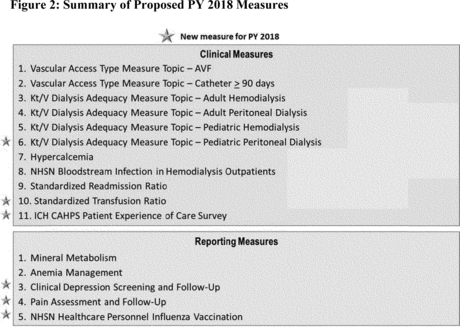 Figure 2: Summary of Proposed PY 2018 Measures
New measure for PY 2018
Clinical Measures
1. Vascular Access Type Measure Topic – AVF
2. Vascular Access Type Measure Topic – Catheter ≥ 90 days
3. Kt/V Dialysis Adequacy Measure Topic – Adult Hemodialysis
4. Kt/V Dialysis Adequacy Measure Topic – Adult Peritoneal Dialysis
5. Kt/V Dialysis Adequacy Measure Topic – Pediatric Hemodialysis
6. Kt/V Dialysis Adequacy Measure Topic – Pediatric Peritoneal Dialysis
7. Hypercalcemia
8. NHSN Bloodstream Infection in Hemodialysis Outpatients
9. Standardized Readmission Ratio
10. Standardized Transfusion Ratio
11. ICH CAHPS Patient Experience of Care Survey
Reporting Measures
1. Mineral Metabolism
2. Anemia Management
3. Clinical Depression Screening and Follow-Up
4. Pain Assessment and Follow-Up
5. NHSN Healthcare Personnel Influenza Vaccination